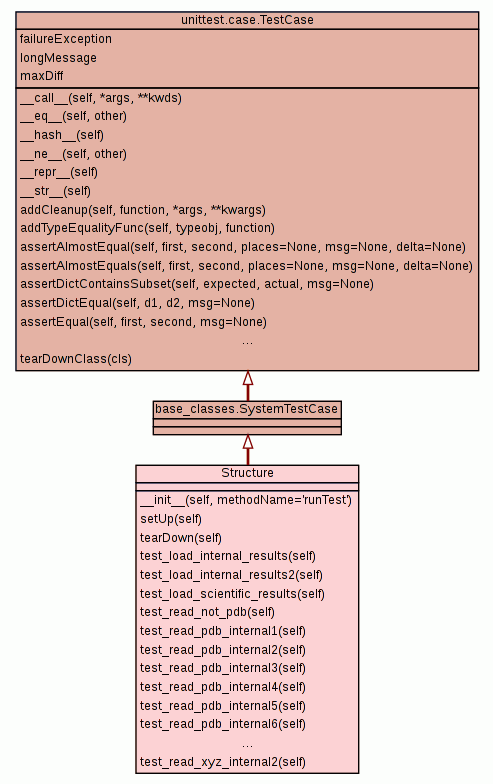 unittest.case.TestCase
failureException
longMessage
maxDiff
__call__(self, *args, **kwds)
__eq__(self, other)
__hash__(self)
__ne__(self, other)
__repr__(self)
__str__(self)
addCleanup(self, function, *args, **kwargs)
addTypeEqualityFunc(self, typeobj, function)
assertAlmostEqual(self, first, second, places=None, msg=None, delta=None)
assertAlmostEquals(self, first, second, places=None, msg=None, delta=None)
assertDictContainsSubset(self, expected, actual, msg=None)
assertDictEqual(self, d1, d2, msg=None)
assertEqual(self, first, second, msg=None)
...
tearDownClass(cls)
base_classes.SystemTestCase
Structure
__init__(self, methodName='runTest')
setUp(self)
tearDown(self)
test_load_internal_results(self)
test_load_internal_results2(self)
test_load_scientific_results(self)
test_read_not_pdb(self)
test_read_pdb_internal1(self)
test_read_pdb_internal2(self)
test_read_pdb_internal3(self)
test_read_pdb_internal4(self)
test_read_pdb_internal5(self)
test_read_pdb_internal6(self)
...
test_read_xyz_internal2(self)